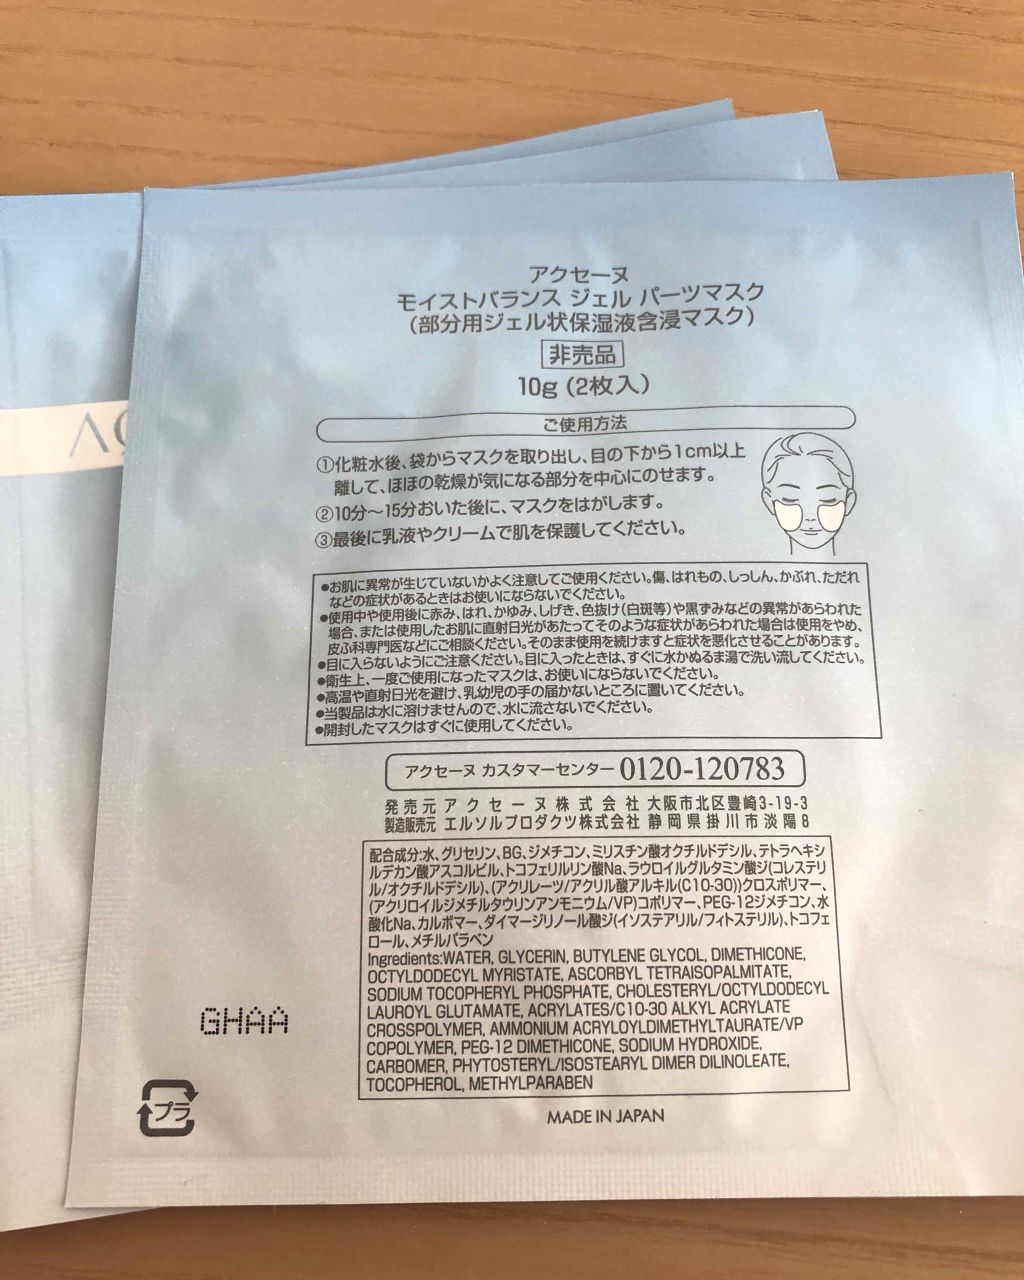 アクセーヌ
モイストバランス ジェル パーツマスク
(部分用ジェル状保湿液含浸マスク)
非売品
10g (2枚入)
ご使用方法
①化粧水後、袋からマスクを取り出し、目の下から1cm以上
離して、ほほの乾燥が気になる部分を中心にのせます。
②10分〜15分おいた後に、マスクをはがします。
③最後に乳液やクリームで肌を保護してください。
●お肌に異常が生じていないかよく注意してご使用ください。傷、はれもの、しっしん、かぶれ、ただれ
などの症状があるときはお使いにならないでください。
●使用中や使用後に赤み、はれ、かゆみ、しげき、色抜け(白斑等)や黒ずみなどの異常があらわれた
場合、または使用したお肌に直射日光があたってそのような症状があらわれた場合は使用をやめ、
皮ふ科専門医などにご相談ください。そのまま使用を続けますと症状を悪化させることがあります。
●目に入らないようにご注意ください。目に入ったときは、すぐに水かぬるま湯で洗い流してください。
●衛生上、一度ご使用になったマスクは、お使いにならないでください。
●高温や直射日光を避け、乳幼児の手の届かないところに置いてください。
●当製品は水に溶けませんので、水に流さないでください。
●開封したマスクはすぐに使用してください。
アクセーヌ カスタマーセンター 0120-120783
発売元 アクセーヌ株式会社 大阪市北区豊崎3-19-3
製造販売元 エルソルプロダクツ株式会社 静岡県掛川市淡陽8
配合成分:水、グリセリン、BG、ジメチコン、ミリスチン酸オクチルドデシル、テトラヘキシ
ルデカン酸アスコルビル、トコフェリルリン酸Na、ラウロイルグルタミン酸ジ(コレステリ
ル/オクチルドデシル)、(アクリレーツ/アクリル酸アルキル(C10-30))クロスポリマー、
(アクリロイルジメチルタウリンアンモニウム/VP)コポリマー、PEG-12ジメチコン、水
酸化Na、カルボマー、ダイマージリノール酸ジ(イソステアリル/フィトステリル)、トコフェ
ロール、メチルパラベン
Ingredients:WATER, GLYCERIN, BUTYLENE GLYCOL, DIMETHICONE,
OCTYLDODECYL MYRISTATE, ASCORBYL TETRAISOPALMITATE,
SODIUM TOCOPHERYL PHOSPHATE, CHOLESTERYL/OCTYLDODECYL
LAUROYL GLUTAMATE, ACRYLATES/C10-30 ALKYL ACRYLATE
CROSSPOLYMER, AMMONIUM ACRYLOYLDIMETHYLTAURATE/VP
COPOLYMER, PEG-12 DIMETHICONE, SODIUM HYDROXIDE,
CARBOMER, PHYTOSTERYL/ISOSTEARYL DIMER DILINOLEATE,
TOCOPHEROL, METHYLPARABEN
GHAA
プラ
MADE IN JAPAN